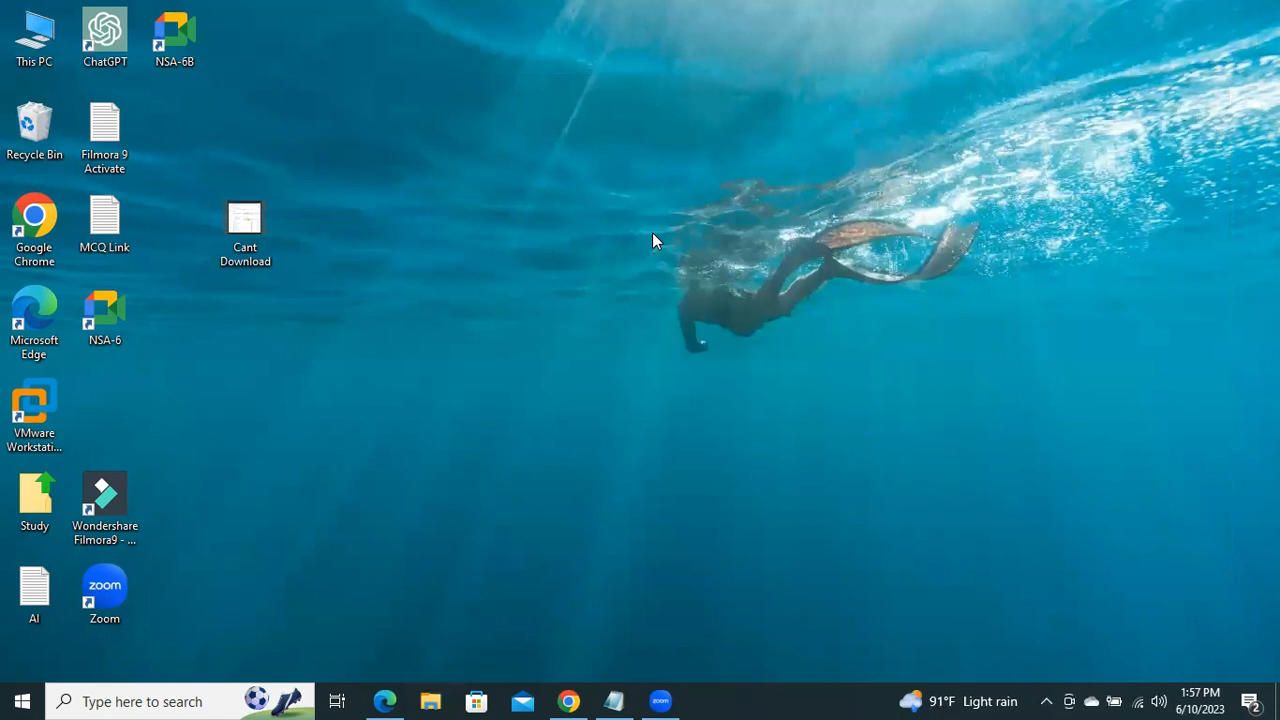 This PC
ChatGPT
NSA-6B
Recycle Bin
Filmora 9
Activate
Google
Chrome
MCQ Link
Cant
Download
Microsoft
Edge
NSA-6
VMware
Workstati...
Study
Wondershare
Filmora9 - ...
AI
zoom
Zoom
Type here to search
zoom
91°F Light rain
1:57 PM
6/10/2023
2